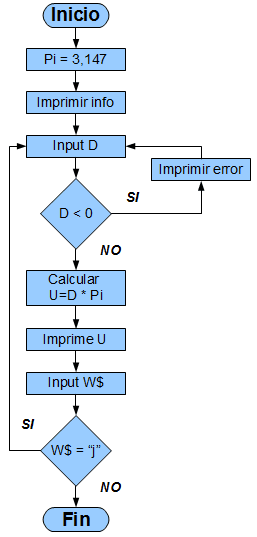 Inicio
Pi = 3,147
Imprimir info
Input D
Imprimir error
SI
D < 0
NO
Calcular
U=D * Pi
Imprime U
Input W$
SI
W$ = “j”
NO
Fin